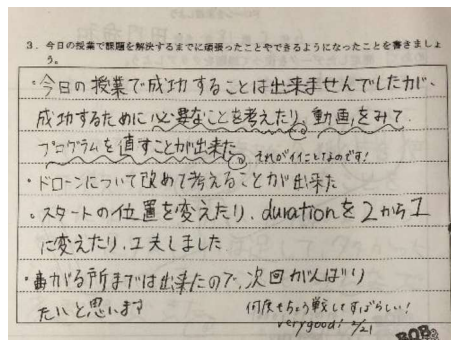 3．今日の授業で課題を解決するまでに頑張ったことやできるようになったことを書きましょ
う。
・今日の授業で成功することは出来ませんでしたが、
成功するために必要なことを考えたり、動画をみて
プログラムを直すことが出来た。それがイイことなのです！
・ドローンについて改めて考えることが出来た
。スタートの位置を変えたり、durationを2から1
に変えたり、工夫しました
・曲がる所までは出来たので、次回がんばり
たいと思います
何度もちょう戦してすばらしい！
verygood! 2/21